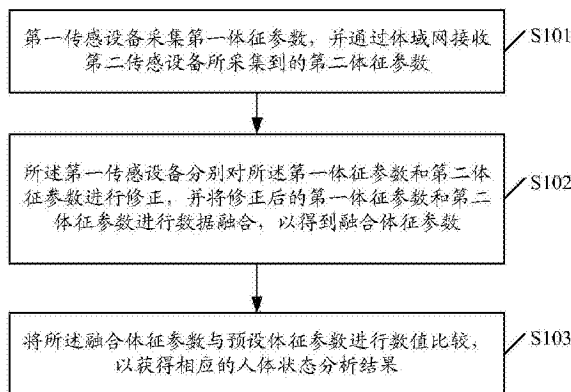 第一传感设备采集第一体征参数，并通过体域网接收
第二传感设备所采集到的第二体征参数
S101
所述第一传感设备分别对所述第一体征参数和第二体
征参数进行修正，并将修正后的第一体征参数和第二
体征参数进行数据融合，以得到融合体征参数
S102
将所述融合体征参数与预设体征参数进行数值比较，
以获得相应的人体状态分析结果
S103